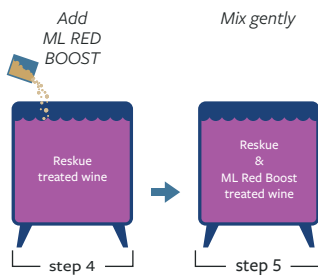 Add
ML RED
BOOST
Reskue
treated wine
step 4
Mix gently
Reskue
&
ML Red Boost
treated wine
step 5